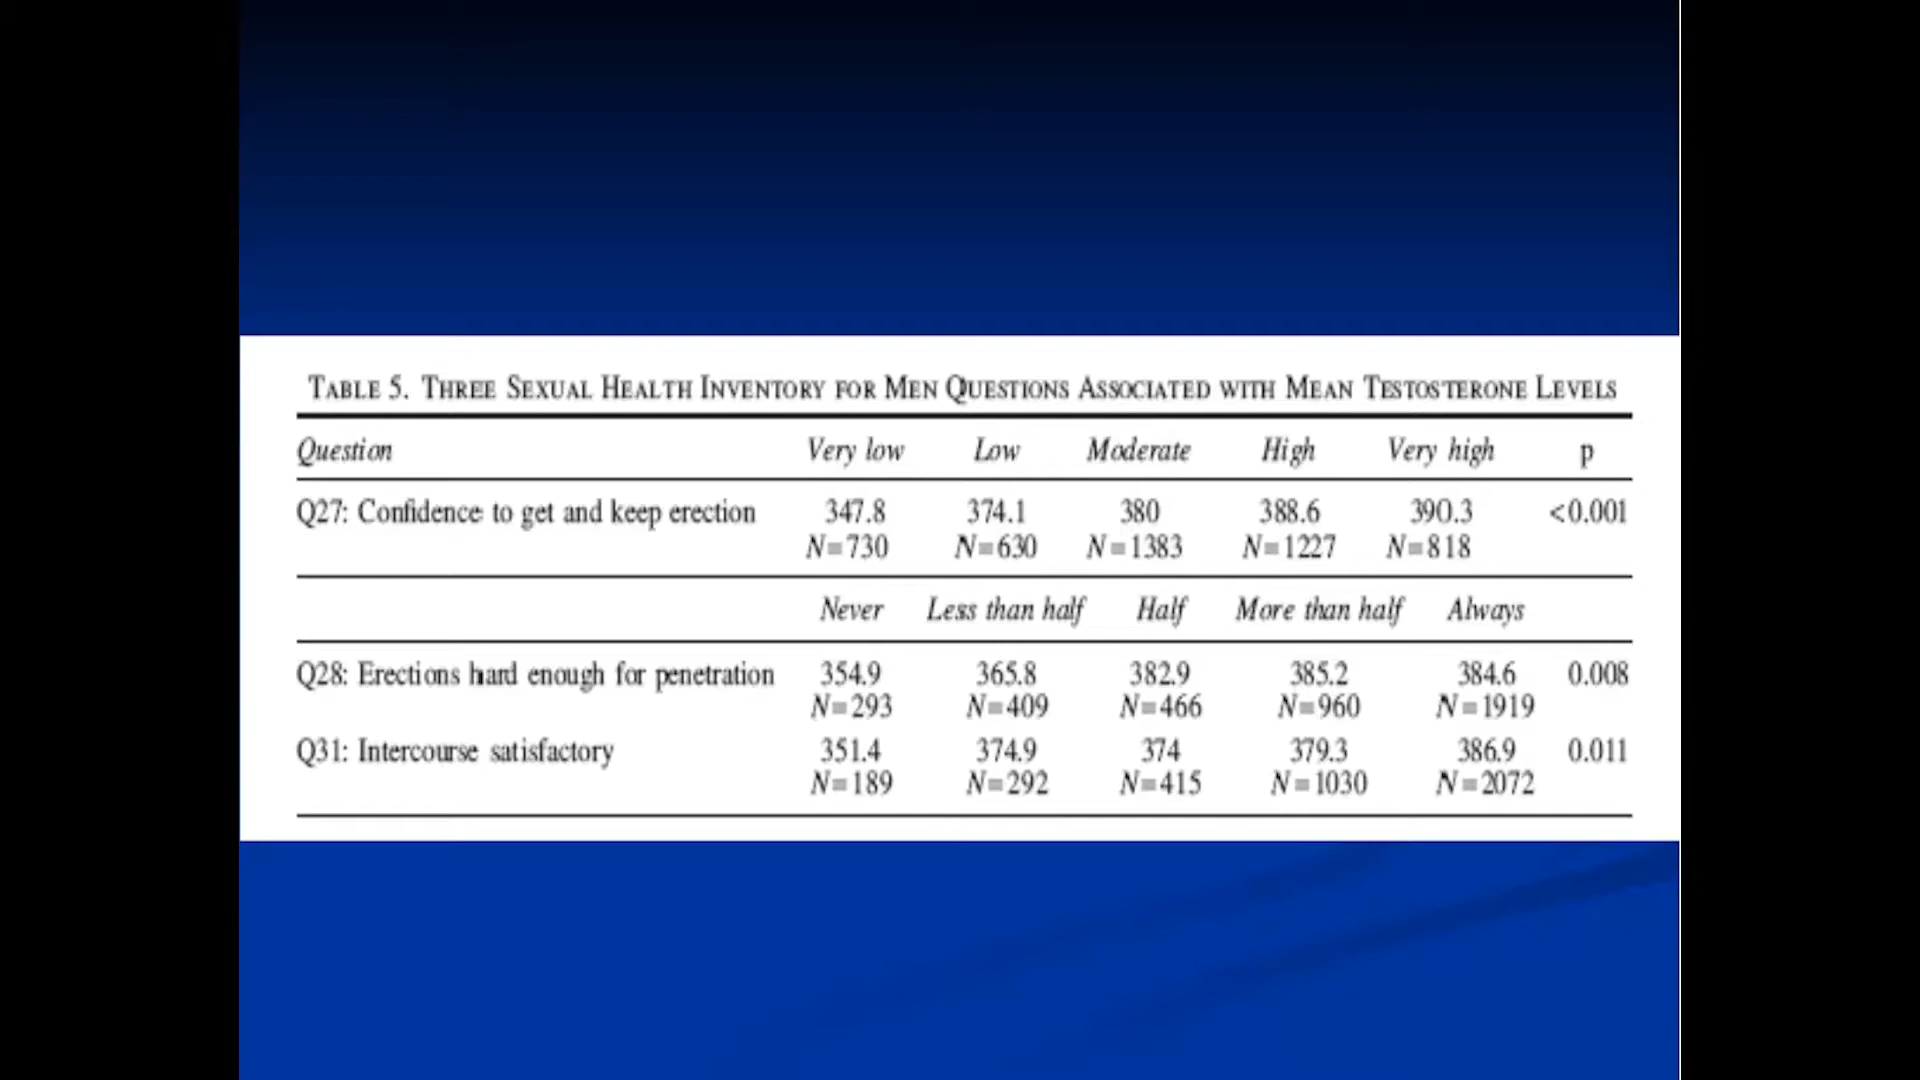 TABLE 5. THREE SEXUAL HEALTH INVENTORY FOR MEN QUESTIONS ASSOCIATED WITH MEAN TESTOSTERONE LEVELS
Question Very low Low Moderate High Very high p
Q27: Confidence to get and keep erection 347.8 374.1 380 388.6 390.3 <0.001
N=730 N=630 N=1383 N=1227 N=818
Never Less than half Half More than half Always
Q28: Erections hard enough for penetration 354.9 365.8 382.9 385.2 384.6 0.008
N=293 N=409 N=466 N=960 N=1919
Q31: Intercourse satisfactory 351.4 374.9 374 379.3 386.9 0.011
N=189 N=292 N=415 N=1030 N=2072